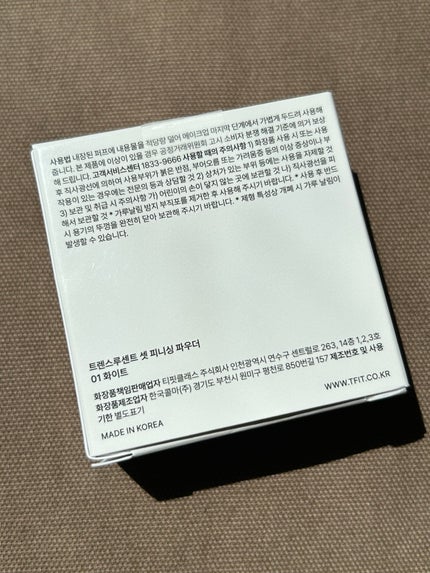 사용법 내장된 퍼프에 내용물을 적당량 덜어 메이크업 마지막 단계에서 가볍게 두드려 사용해
줍니다. 본 제품에 이상이 있을 경우 공정거래위원회 고시 소비자 분쟁 해결 기준에 의거 보상
해 드립니다. 고객서비스센터 1833-9666 사용할 때의 주의사항 1) 화장품 사용 시 또는 사용
후 직사광선에 의하여 사용부위가 붉은 반점, 부어오름 또는 가려움증 등의 이상 증상이나 부
작용이 있는 경우에는 전문의 등과 상담할 것 2) 상처가 있는 부위 등에는 사용을 자제할 것
3) 보관 및 취급 시 주의사항 가) 어린이의 손이 닿지 않는 곳에 보관할 것 나) 직사광선을 피
해서 보관할 것 * 가루날림 방지 부직포를 제거한 후 사용해 주시기 바랍니다. * 사용 후 반드
시 용기의 뚜껑을 완전히 닫아 보관해 주시기 바랍니다. * 제형 특성상 개폐 시 가루 날림이
발생할 수 있습니다.
트렌스루센트 셋 피니싱 파우더
01 화이트
화장품책임판매업자 티핏클래스 주식회사 인천광역시 연수구 센트럴로 263, 14층 1,2,3호
화장품제조업자 한국콜마(주) 경기도 부천시 원미구 평천로 850번길 157 제조번호 및 사용
기한 별도표기
MADE IN KOREA
WWW.TFIT.CO.KR